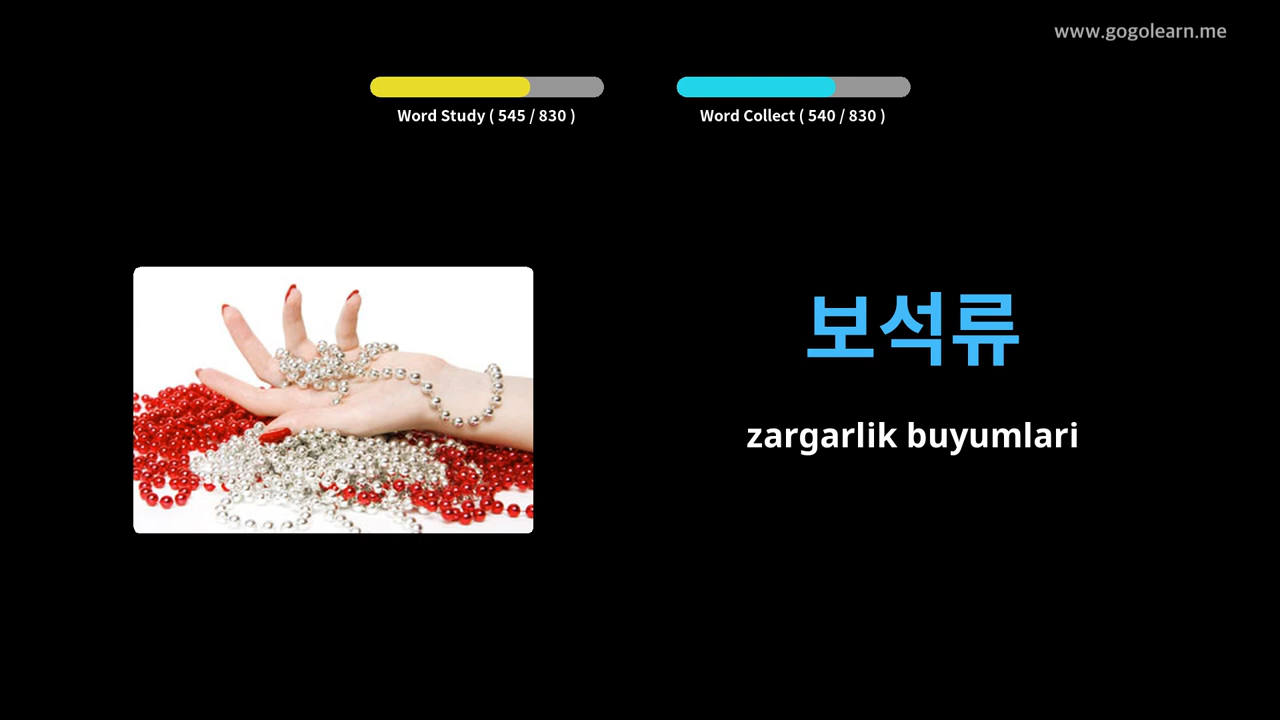 www.gogolearn.me
Word Study ( 545 / 830 )
Word Collect ( 540 / 830 )
보석류
zargarlik buyumlari